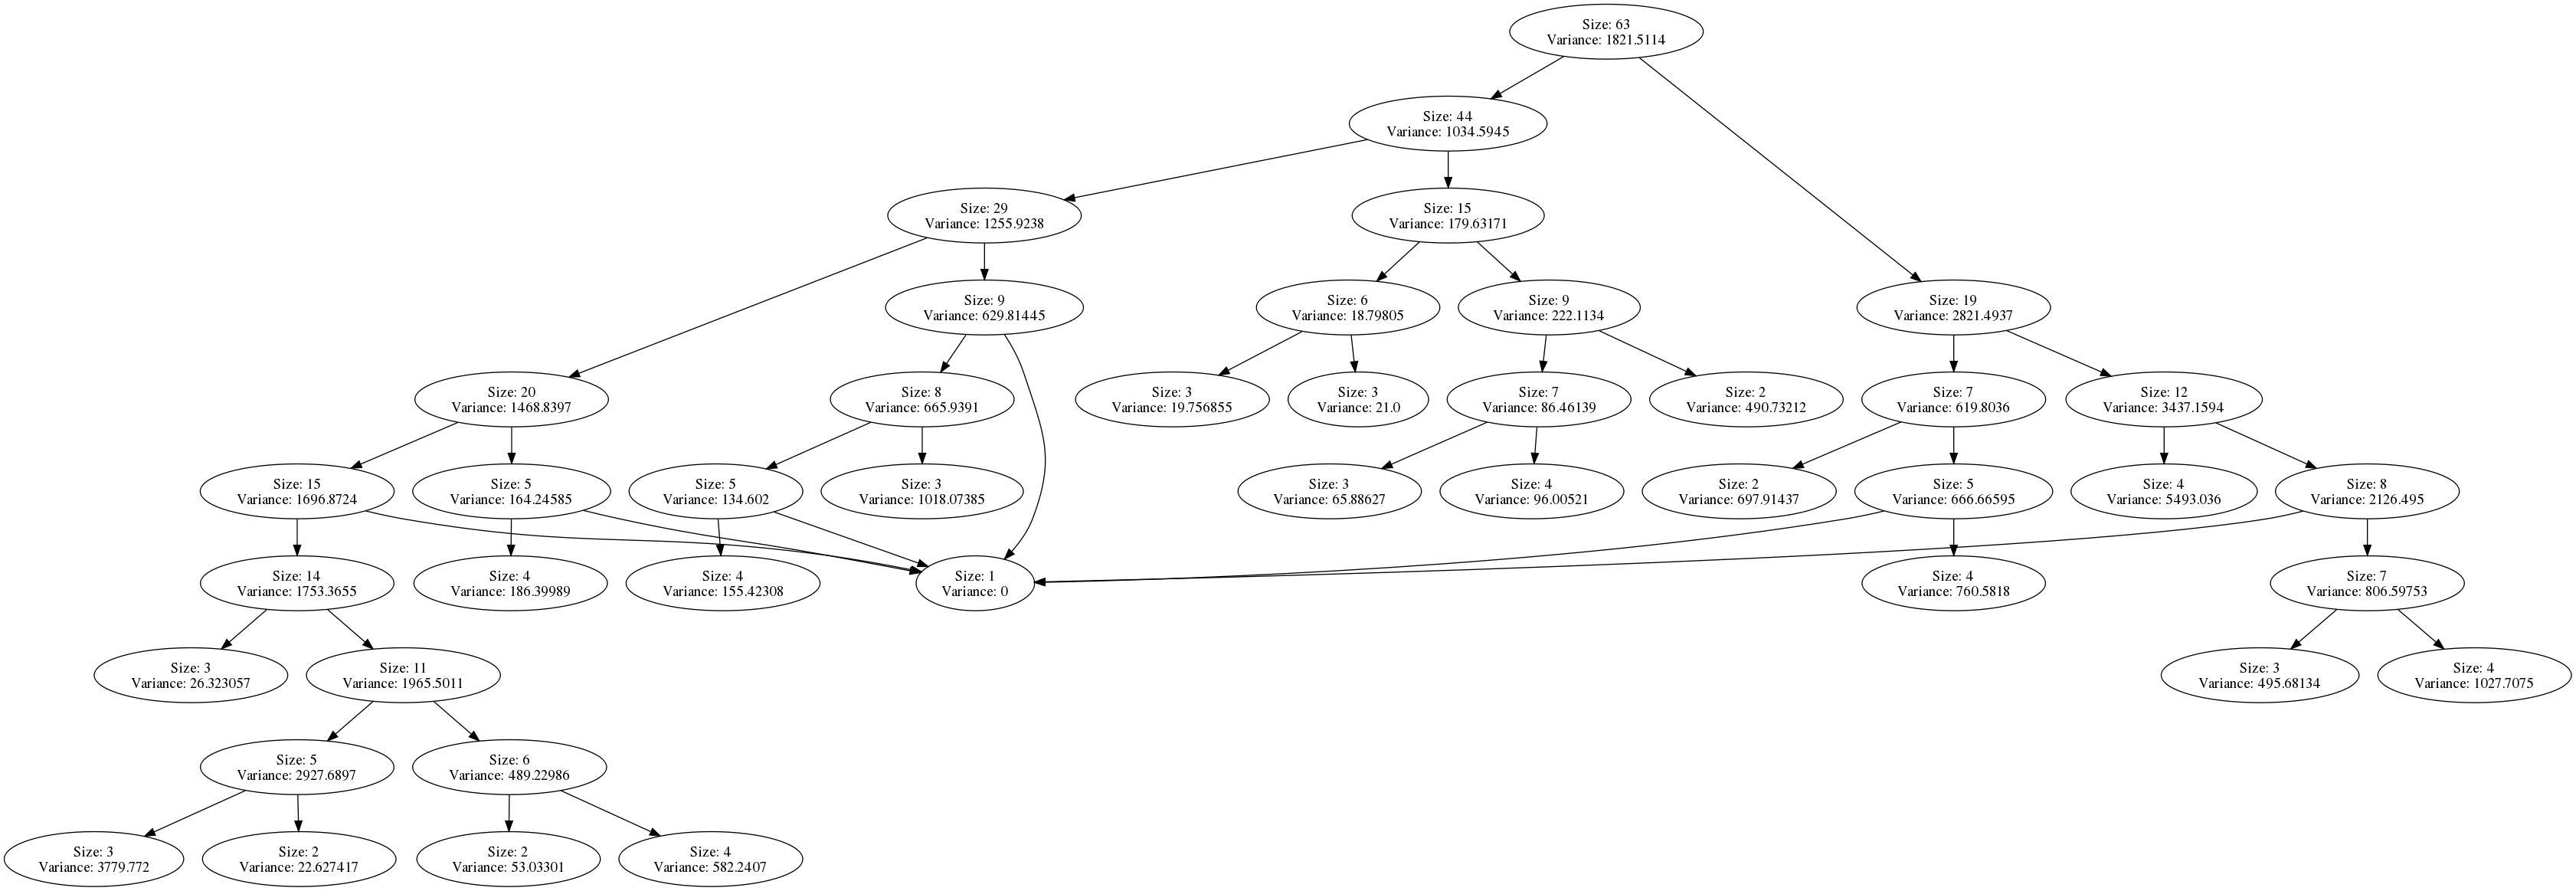 Size: 63
Variance: 1821.5114
Size: 44
Variance: 1034.5945
Size: 29
Variance: 1255.9238
Size: 15
Variance: 179.63171
Size: 9
Variance: 629.81445
Size: 6
Variance: 18.79805
Size: 9
Variance: 222.1134
Size: 19
Variance: 2821.4937
Size: 20
Variance: 1468.8397
Size: 8
Variance: 665.9391
Size: 3
Variance: 19.756855
Size: 3
Variance: 21.0
Size: 7
Variance: 86.46139
Size: 2
Variance: 490.73212
Size: 7
Variance: 619.8036
Size: 12
Variance: 3437.1594
Size: 15
Variance: 1696.8724
Size: 5
Variance: 164.24585
Size: 5
Variance: 134.602
Size: 3
Variance: 1018.07385
Size: 3
Variance: 65.88627
Size: 4
Variance: 96.00521
Size: 2
Variance: 697.91437
Size: 5
Variance: 666.66595
Size: 4
Variance: 5493.036
Size: 8
Variance: 2126.495
Size: 14
Variance: 1753.3655
Size: 4
Variance: 186.39989
Size: 4
Variance: 155.42308
Size: 1
Variance: 0
Size: 4
Variance: 760.5818
Size: 7
Variance: 806.59753
Size: 3
Variance: 26.323057
Size: 11
Variance: 1965.5011
Size: 3
Variance: 495.68134
Size: 4
Variance: 1027.7075
Size: 5
Variance: 2927.6897
Size: 6
Variance: 489.22986
Size: 3
Variance: 3779.772
Size: 2
Variance: 22.627417
Size: 2
Variance: 53.03301
Size: 4
Variance: 582.2407